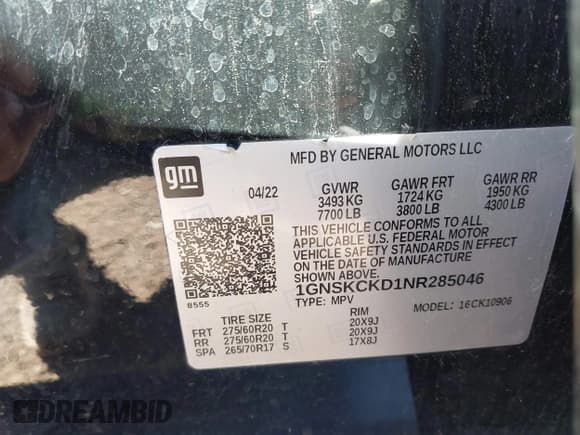 gm
MFD BY GENERAL MOTORS LLC
04/22
GVWR GAWR FRT GAWR RR
3493 KG 1724 KG 1950 KG
7700 LB 3800 LB 4300 LB
THIS VEHICLE CONFORMS TO ALL
APPLICABLE U.S. FEDERAL MOTOR
VEHICLE SAFETY STANDARDS IN EFFECT
ON THE DATE OF MANUFACTURE
SHOWN ABOVE.
1GNSKCKD1NR285046
8555
TYPE: MPV MODEL: 16CK10906
TIRE SIZE RIM
FRT 275/60R20 T 20X9J
RR 275/60R20 T 20X9J
SPA 265/70R17 S 17X8J
DREAMBID